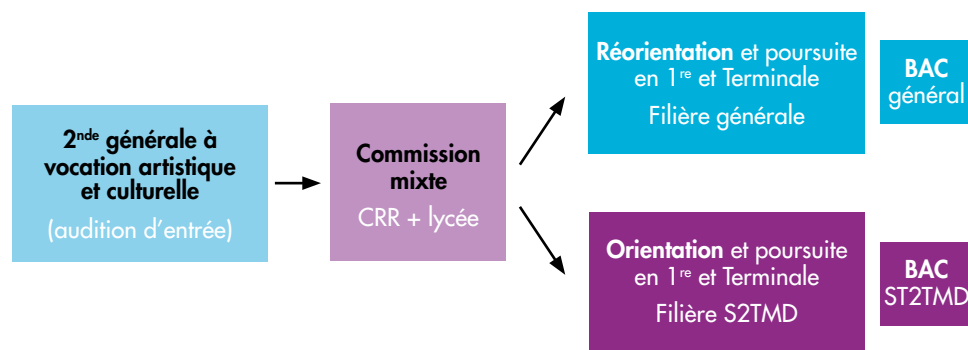 2nde générale à
vocation artistique
et culturelle
(audition d’entrée)
Commission
mixte
CRR + lycée
Réorientation et poursuite
en 1re et Terminale
Filière générale
BAC
général
Orientation et poursuite
en 1re et Terminale
Filière S2TMD
BAC
ST2TMD